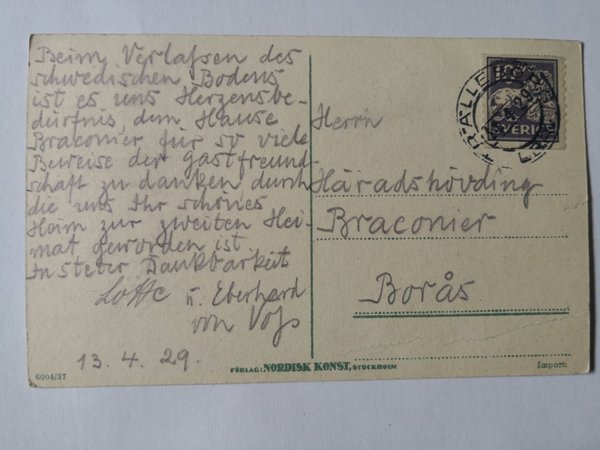 Beim Verlaßen des
schwedischen Bodens
ist es uns Herzensbe-
dürfnis dem Hause
Braconier für so viele
Beweise der Gastfreund-
schaft zu danken durch
die uns Ihr schönes
Heim zur zweiten Hei-
mat geworden ist
In steter Dankbarkeit
Lotte u. Eberhard
von Voß
13. 4. 29.
6604/37
FÖRLAG: NORDISK KONST, STOCKHOLM
Import.
SVERIGE
Herrn
Häradshövding
Braconier
Borås